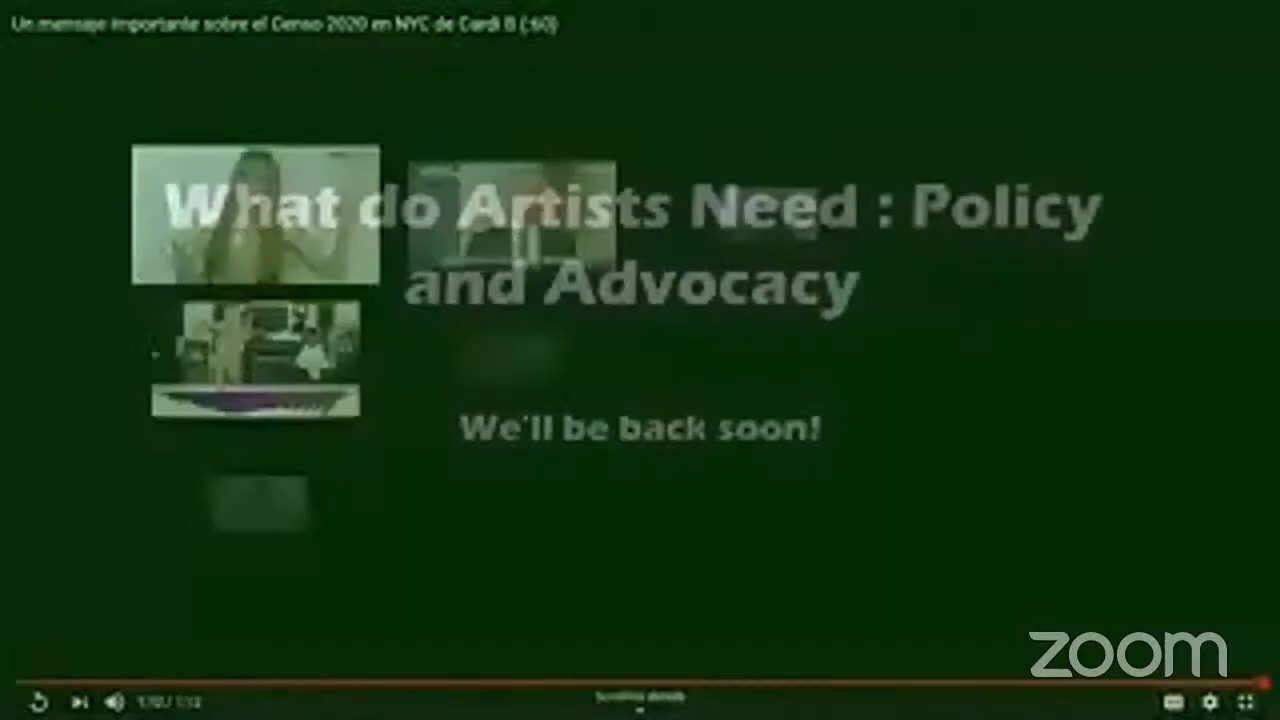 Un mensaje importante sobre el Censo 2020 en NYC de Cardi B (:60)
What do Artists Need : Policy
and Advocacy
We'll be back soon!
zoom